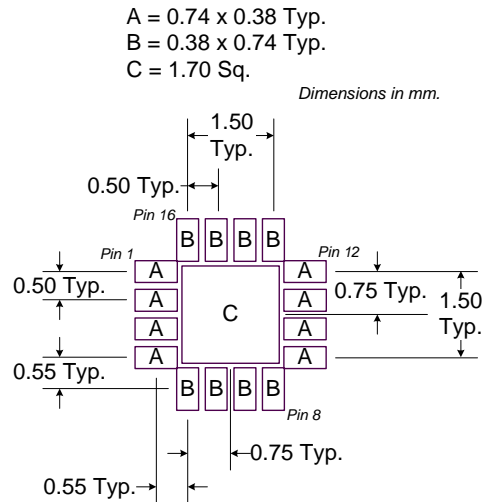 A = 0.74 x 0.38 Typ.
B = 0.38 x 0.74 Typ.
C = 1.70 Sq.
Dimensions in mm.
1.50
Typ.
0.50 Typ.
Pin 16
B B B B
Pin 1
Pin 12
A A
0.50 Typ.
A A
0.75 Typ.
1.50
Typ.
C
A A
A A
0.55 Typ.
B B B B
Pin 8
0.75 Typ.
0.55 Typ.